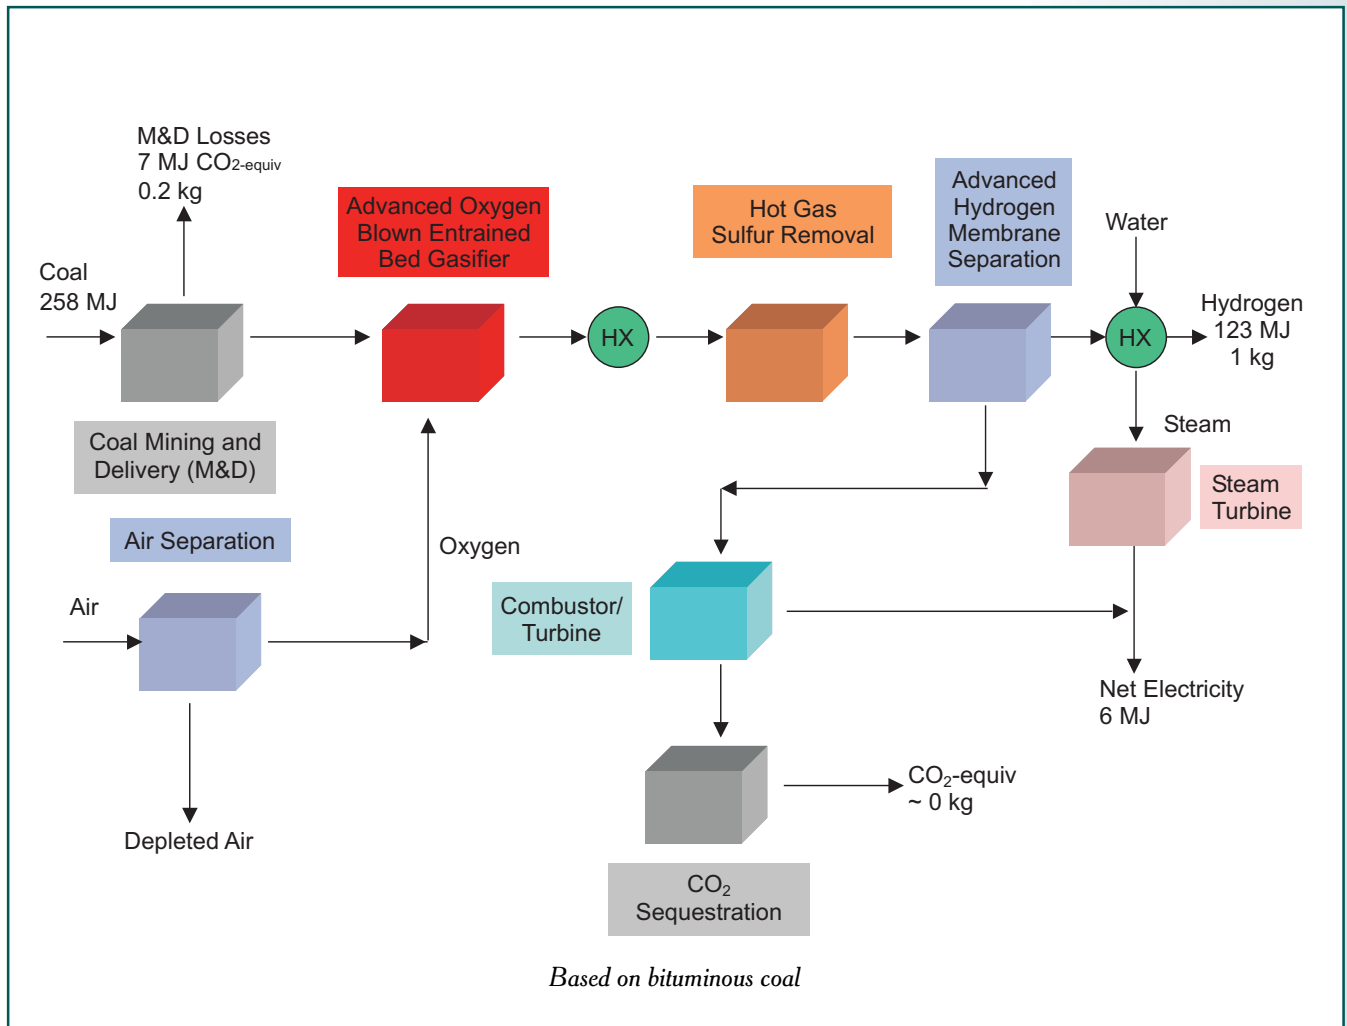 M&D Losses
7 MJ CO2-equiv
0.2 kg
Coal
258 MJ
Coal Mining and
Delivery (M&D)
Advanced Oxygen
Blown Entrained
Bed Gasifier
HX
Hot Gas
Sulfur Removal
Advanced
Hydrogen
Membrane
Separation
Water
HX
Hydrogen
123 MJ
1 kg
Steam
Steam
Turbine
Air Separation
Air
Oxygen
Depleted Air
Combustor/
Turbine
Net Electricity
6 MJ
CO2-equiv
~ 0 kg
CO2
Sequestration
Based on bituminous coal